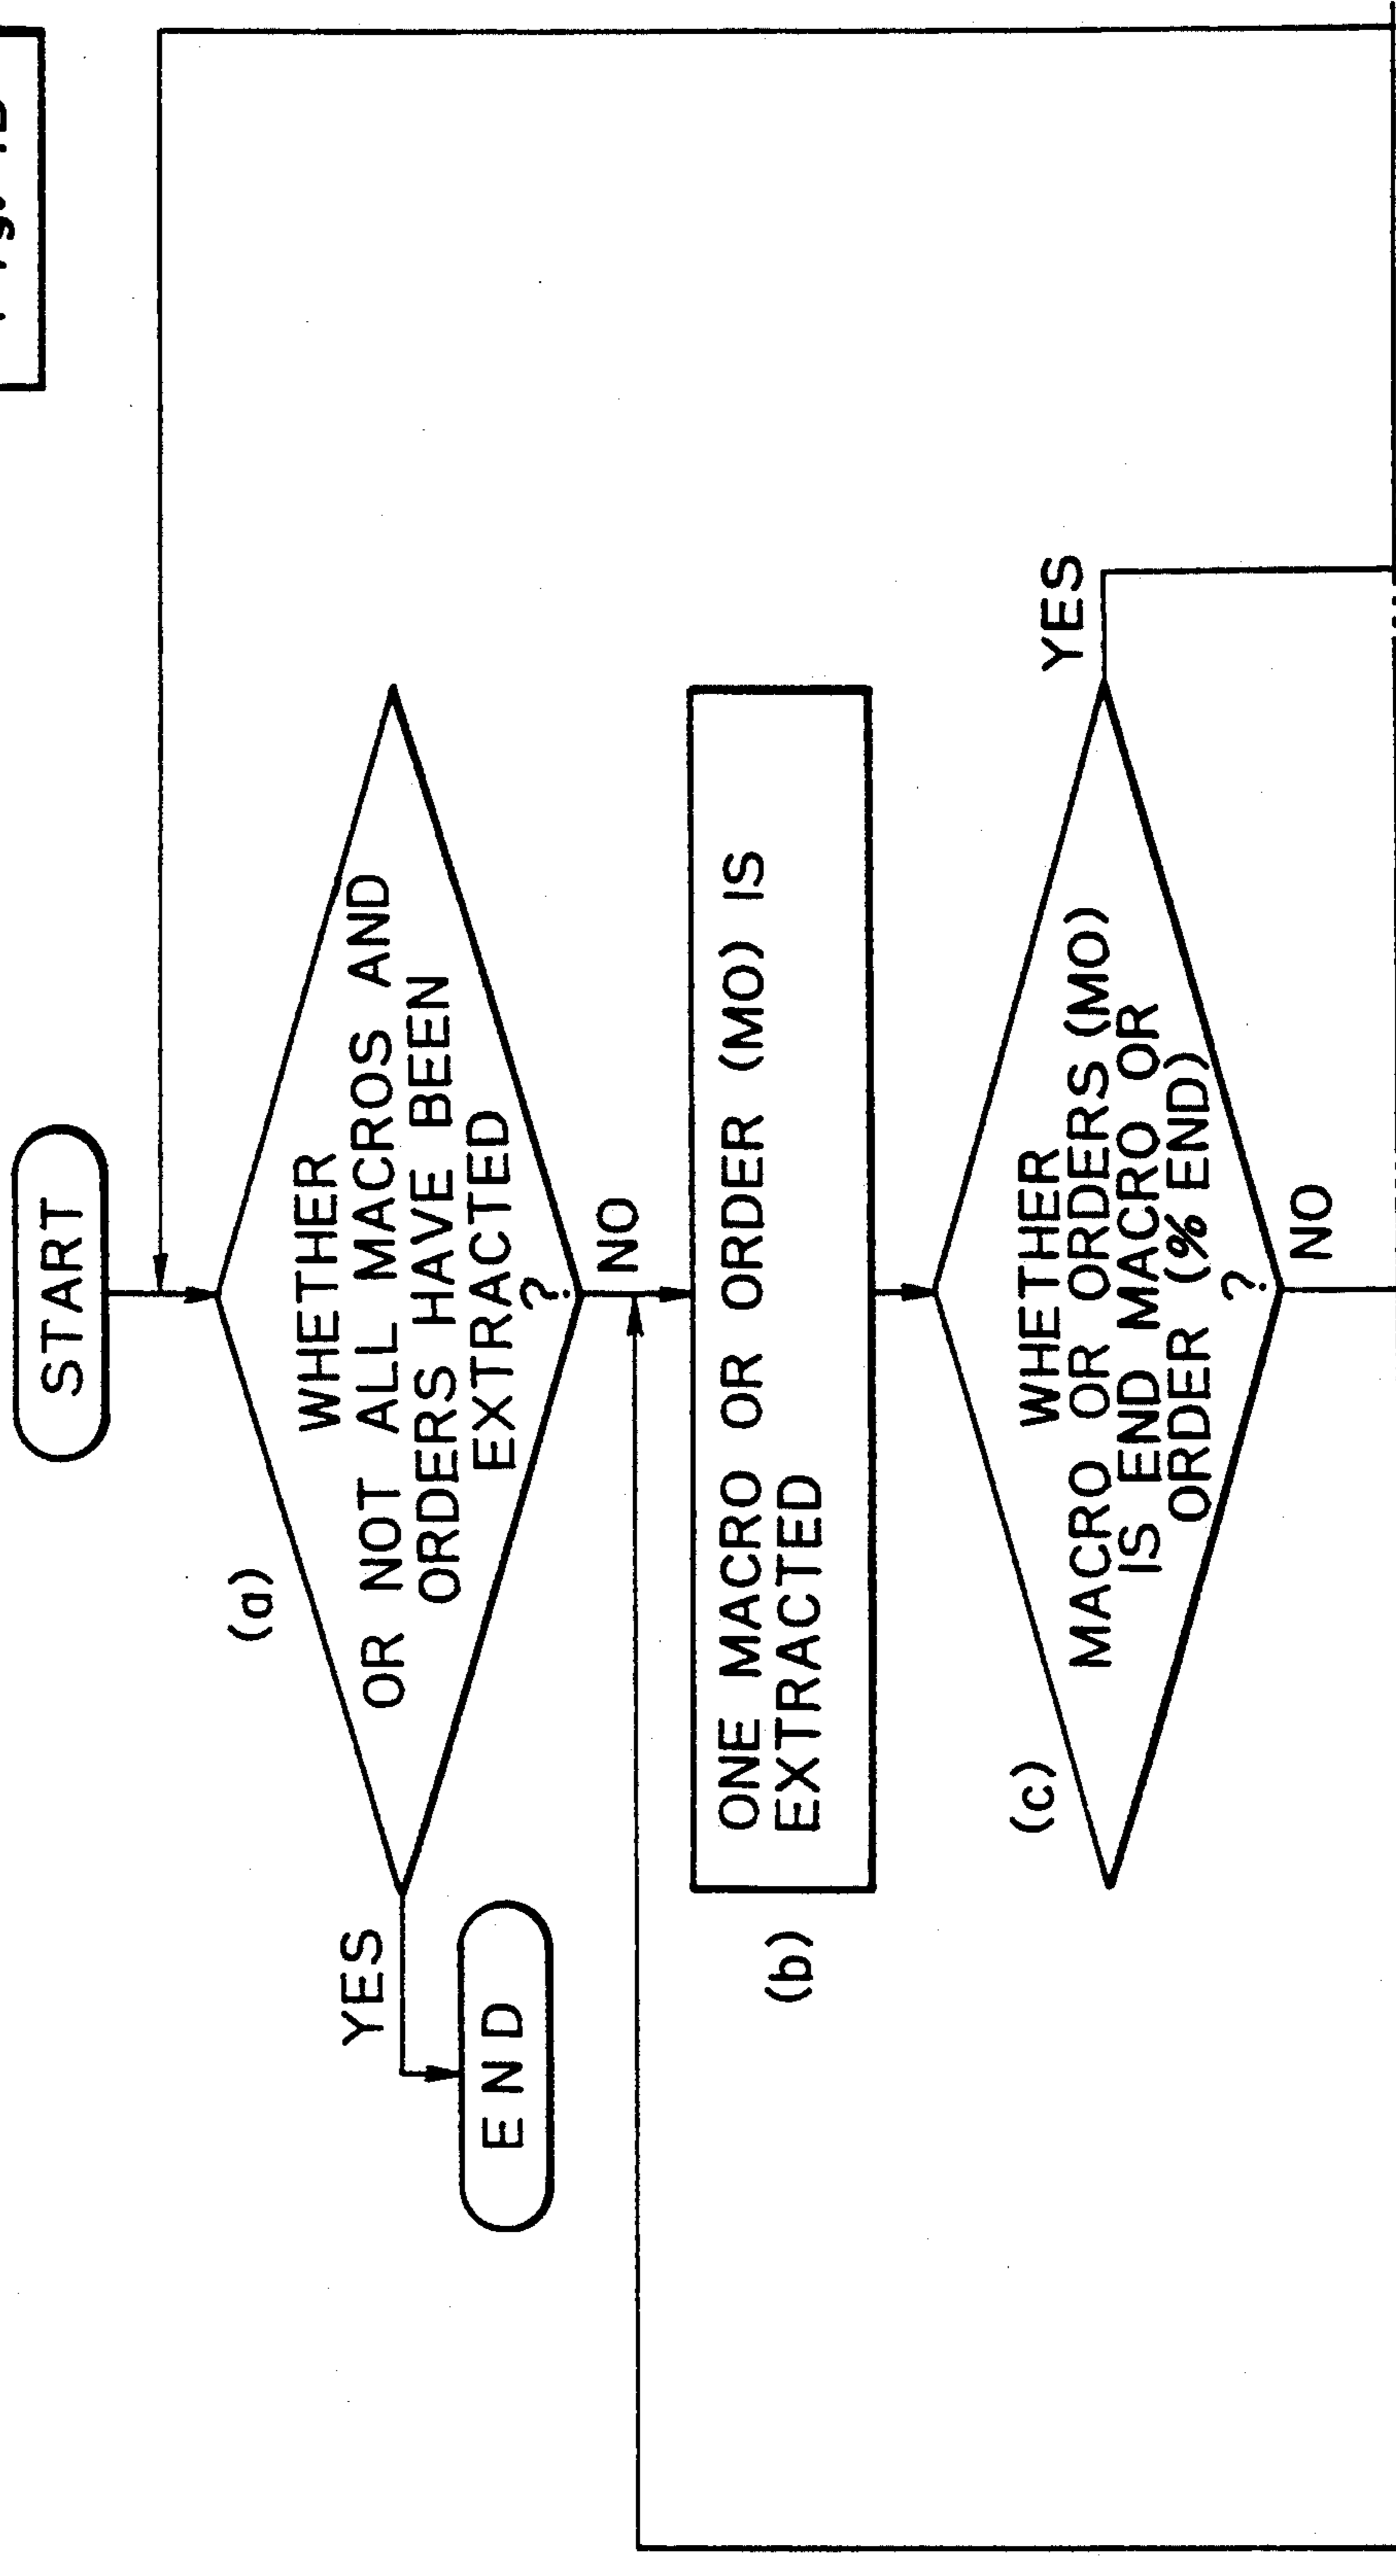 START
(a)
WHETHER
OR NOT ALL MACROS AND
ORDERS HAVE BEEN
EXTRACTED
?
YES
END
NO
(b)
ONE MACRO OR ORDER (MO) IS
EXTRACTED
(c)
WHETHER
MACRO OR ORDERS (MO)
IS END MACRO OR
ORDER (% END)
?
YES
NO